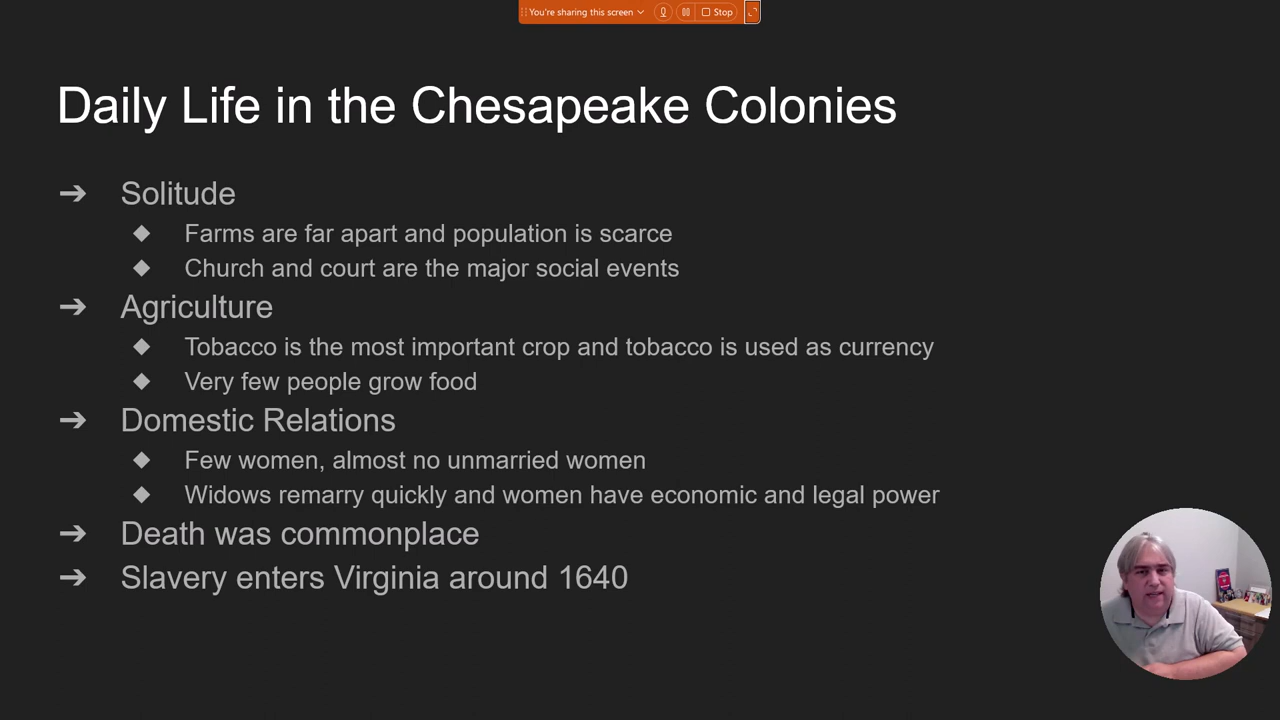 You're sharing this screen
Stop
Daily Life in the Chesapeake Colonies
➔ Solitude
◆ Farms are far apart and population is scarce
◆ Church and court are the major social events
➔ Agriculture
◆ Tobacco is the most important crop and tobacco is used as currency
◆ Very few people grow food
➔ Domestic Relations
◆ Few women, almost no unmarried women
◆ Widows remarry quickly and women have economic and legal power
➔ Death was commonplace
➔ Slavery enters Virginia around 1640